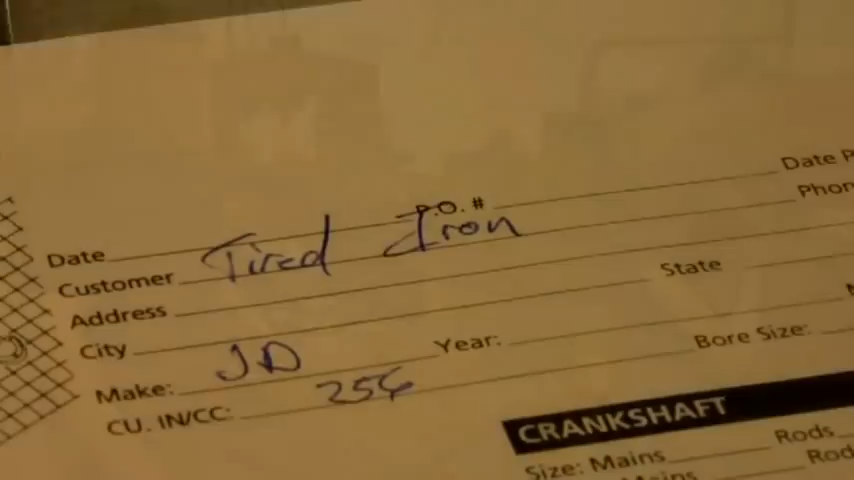 Date P.O. # Date P
Customer Tired Iron Phon
Address
City State
Make: JD Year:
CU. IN/CC: 256 Bore Size:
CRANKSHAFT
Size: Mains Rods
Mains Rod